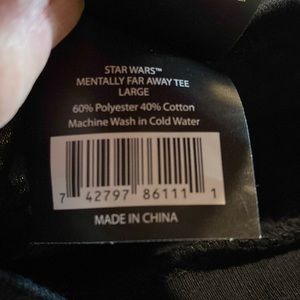 STAR WARS™
MENTALLY FAR AWAY TEE
LARGE
60% Polyester 40% Cotton
Machine Wash in Cold Water
7 42797 86111 1
MADE IN CHINA